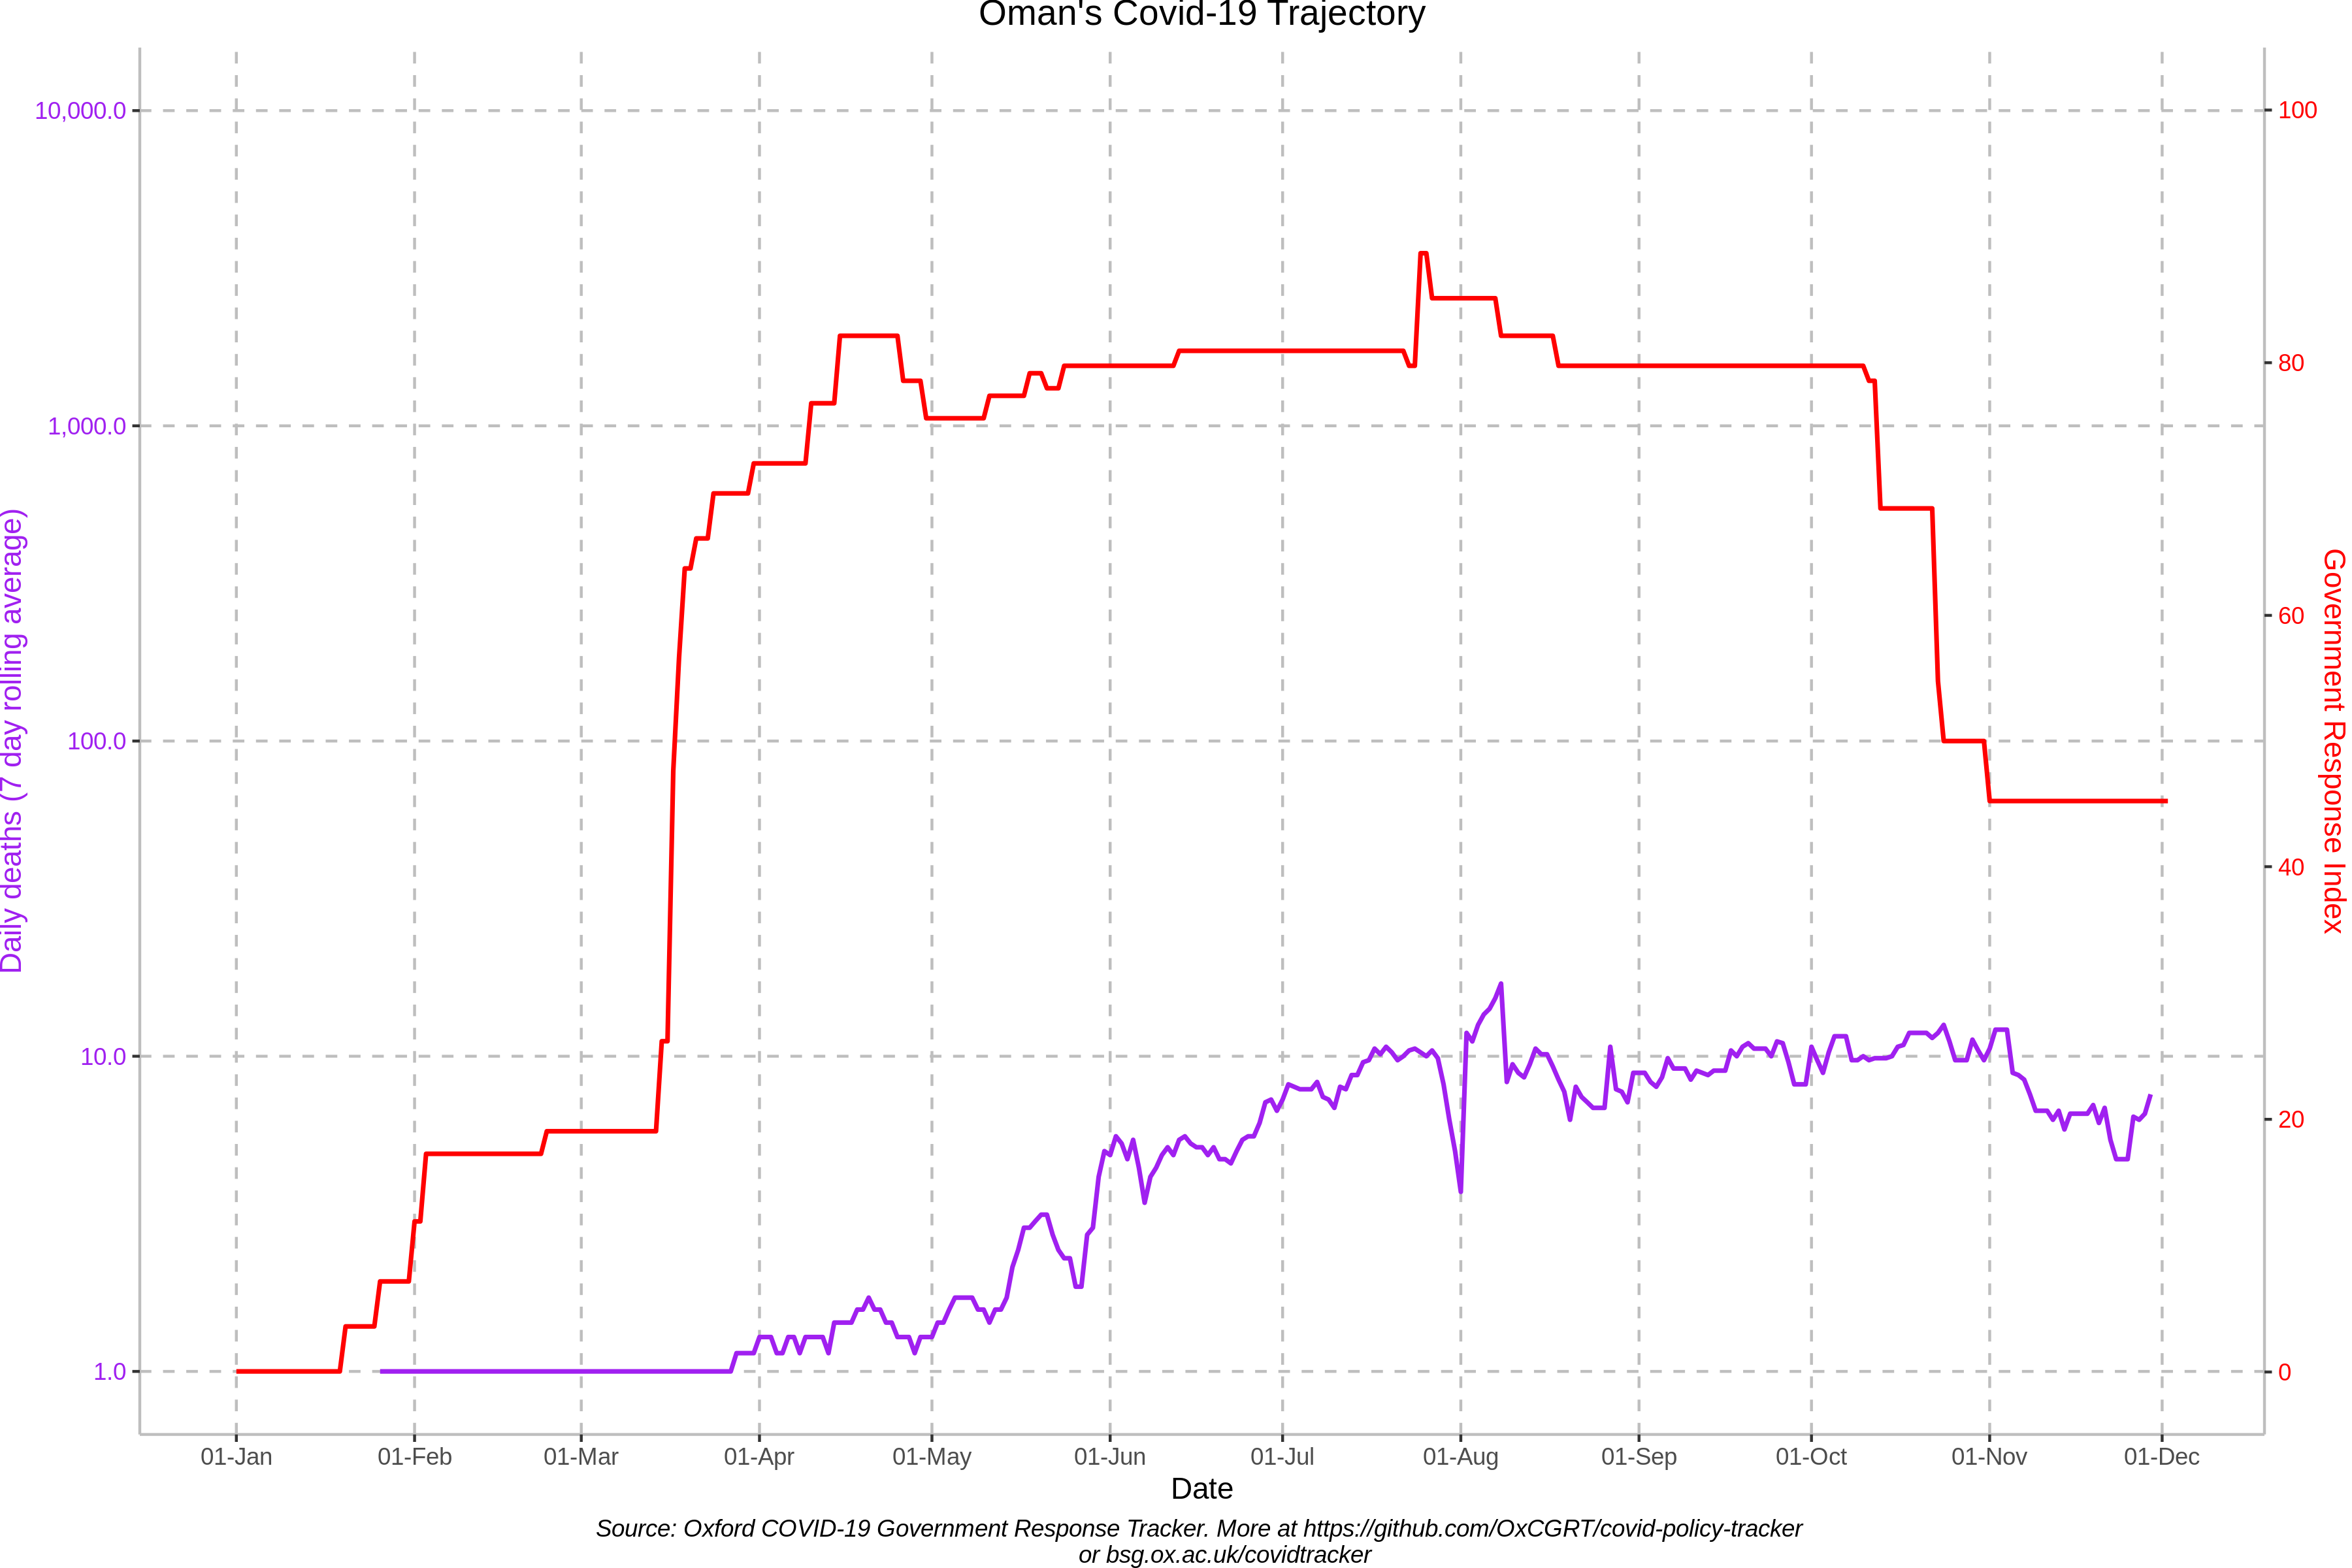 Oman's Covid-19 Trajectory
10,000.0
1,000.0
100.0
10.0
1.0
Daily deaths (7 day rolling average)
100
80
60
40
20
0
Government Response Index
01-Jan 01-Feb 01-Mar 01-Apr 01-May 01-Jun 01-Jul 01-Aug 01-Sep 01-Oct 01-Nov 01-Dec
Date
Source: Oxford COVID-19 Government Response Tracker. More at https://github.com/OxCGRT/covid-policy-tracker
or bsg.ox.ac.uk/covidtracker